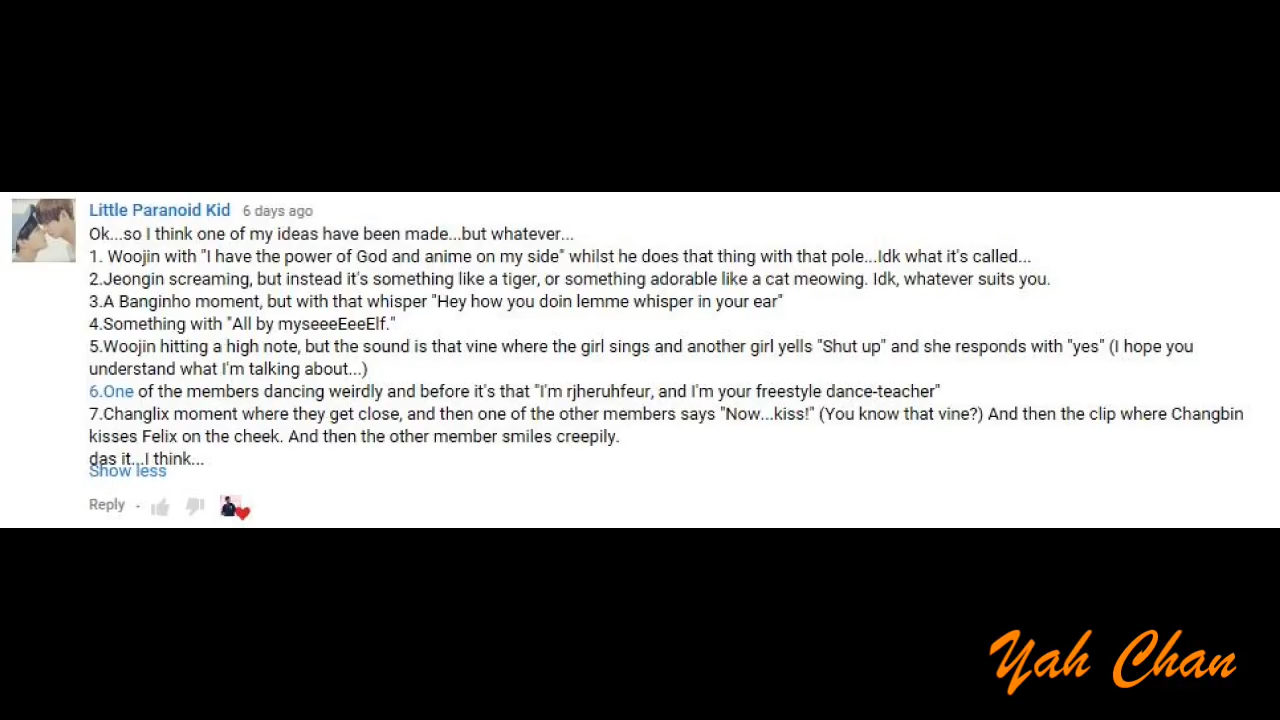 Little Paranoid Kid 6 days ago
Ok...so I think one of my ideas have been made...but whatever...
1. Woojin with "I have the power of God and anime on my side" whilst he does that thing with that pole...Idk what it's called...
2.Jeongin screaming, but instead it's something like a tiger, or something adorable like a cat meowing. Idk, whatever suits you.
3.A Banginho moment, but with that whisper "Hey how you doin lemme whisper in your ear"
4.Something with "All by myseeeEeeElf."
5.Woojin hitting a high note, but the sound is that vine where the girl sings and another girl yells "Shut up" and she responds with "yes" (I hope you
understand what I'm talking about...)
6.One of the members dancing weirdly and before it's that "I'm rjheruhfeur, and I'm your freestyle dance-teacher"
7.Changlix moment where they get close, and then one of the other members says "Now...kiss!" (You know that vine?) And then the clip where Changbin
kisses Felix on the cheek. And then the other member smiles creepily.
das it...I think...
Show less
Reply
Yah Chan